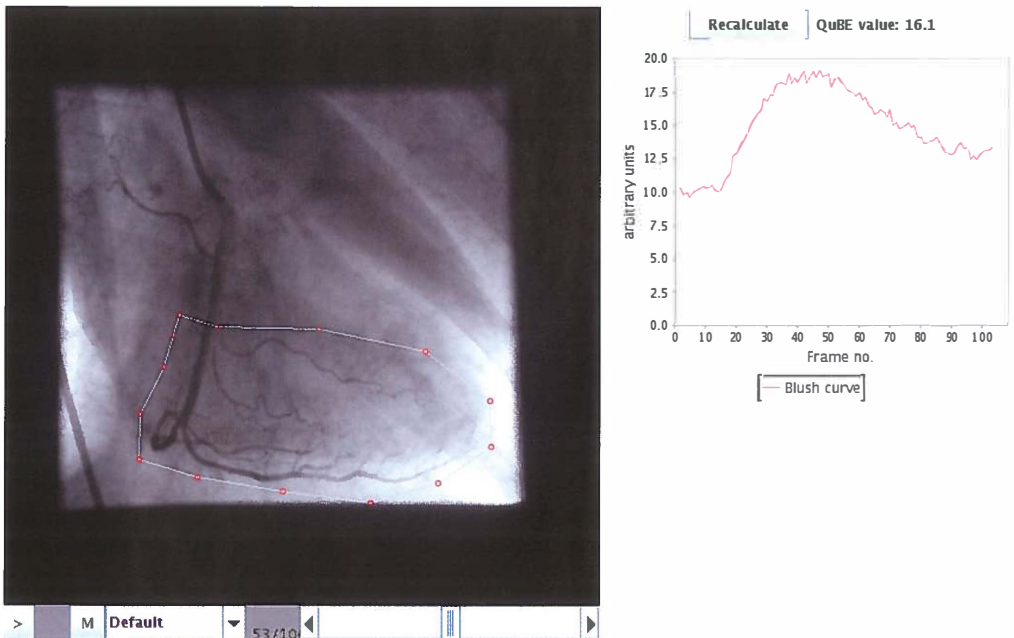 Recalculate QuBE value: 16.1
20.0
17.5
15.0
12.5
10.0
7.5
5.0
2.5
0.0
arbitrary units
0 10 20 30 40 50 60 70 80 90 100
Frame no.
Blush curve
> M Default